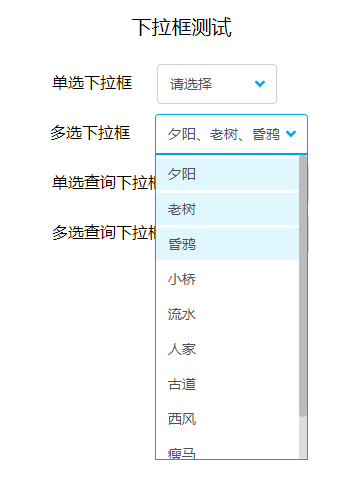 下拉框测试
单选下拉框 请选择
多选下拉框 夕阳、老树、昏鸦
单选查询下拉框
多选查询下拉框
夕阳
老树
昏鸦
小桥
流水
人家
古道
西风
瘦马